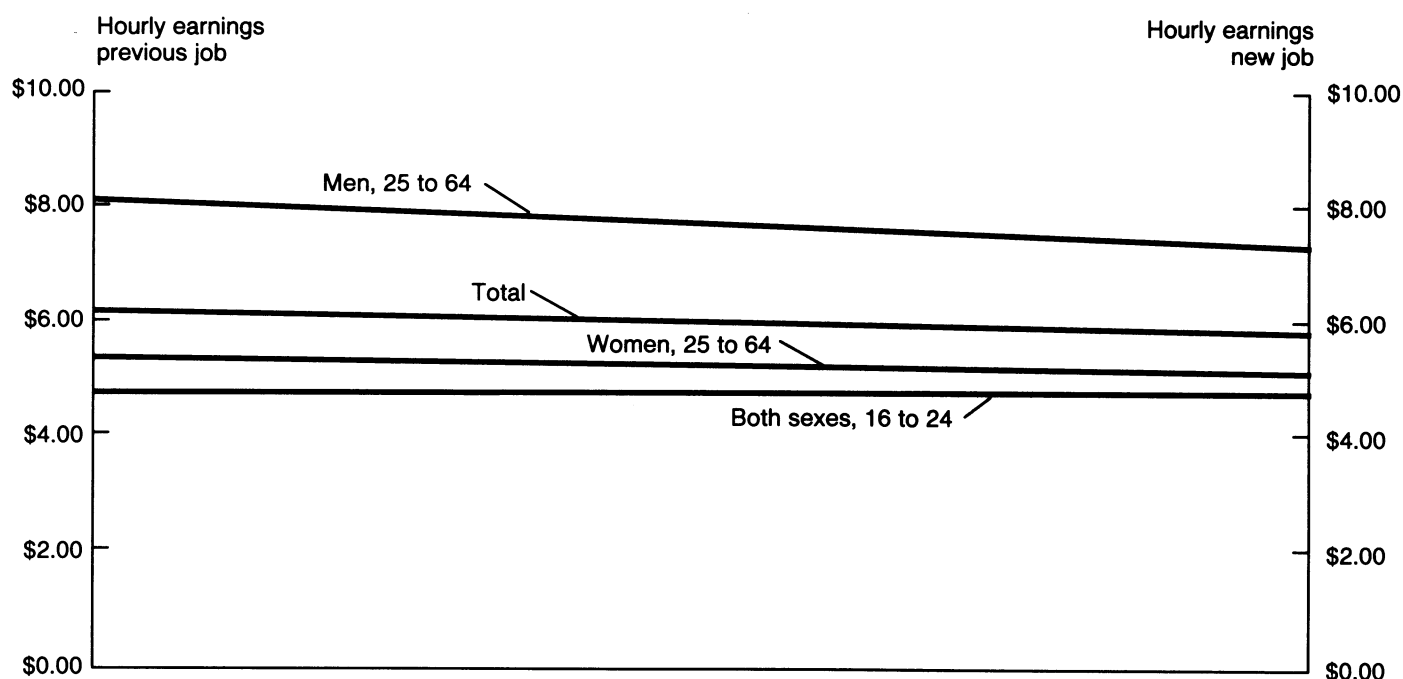 Hourly earnings
previous job
Hourly earnings
new job
$10.00
$10.00
Men, 25 to 64
$8.00
$8.00
Total
$6.00
$6.00
Women, 25 to 64
Both sexes, 16 to 24
$4.00
$4.00
$2.00
$2.00
$0.00
$0.00